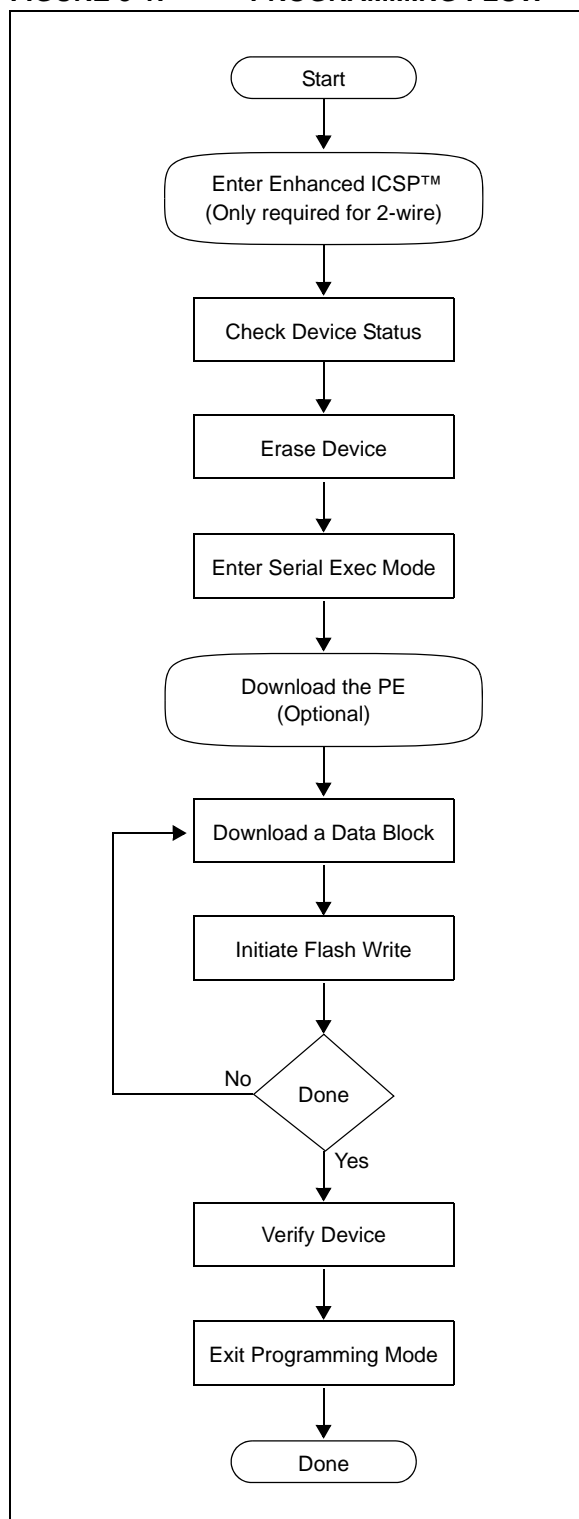 Start
Enter Enhanced ICSP™
(Only required for 2-wire)
Check Device Status
Erase Device
Enter Serial Exec Mode
Download the PE
(Optional)
Download a Data Block
Initiate Flash Write
No
Done
Yes
Verify Device
Exit Programming Mode
Done